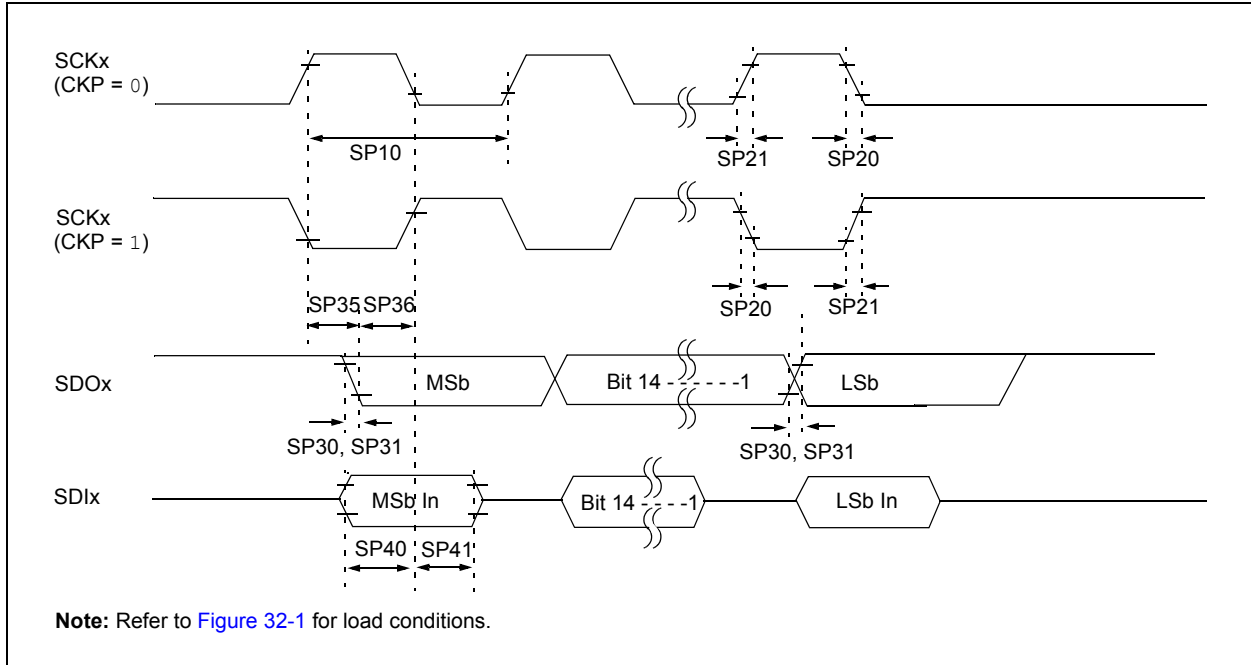 SCKx
(CKP = 0)
SP10
SP21
SP20
SCKx
(CKP = 1)
SP35
SP36
SP20
SP21
SDOx
MSb
Bit 14 - - - - - -1
LSb
SP30, SP31
SP30, SP31
SDIx
MSb In
Bit 14 - - - -1
LSb In
SP40
SP41
Note: Refer to Figure 32-1 for load conditions.